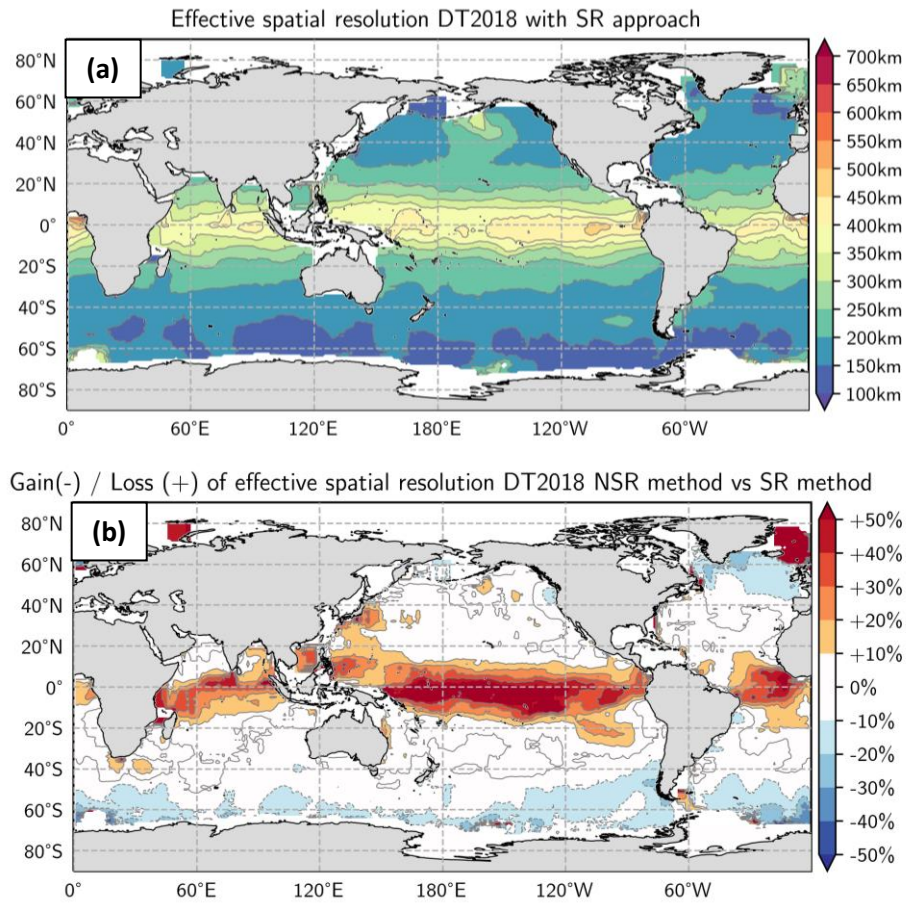 Effective spatial resolution DT2018 with SR approach
(a)
80°N
60°N
40°N
20°N
0°
20°S
40°S
60°S
80°S
0°
60°E
120°E
180°E
120°W
60°W
700km
650km
600km
550km
500km
450km
400km
350km
300km
250km
200km
150km
100km
Gain(-) / Loss (+) of effective spatial resolution DT2018 NSR method vs SR method
(b)
80°N
60°N
40°N
20°N
0°
20°S
40°S
60°S
80°S
0°
60°E
120°E
180°E
120°W
60°W
+50%
+40%
+30%
+20%
+10%
0%
-10%
-20%
-30%
-40%
-50%